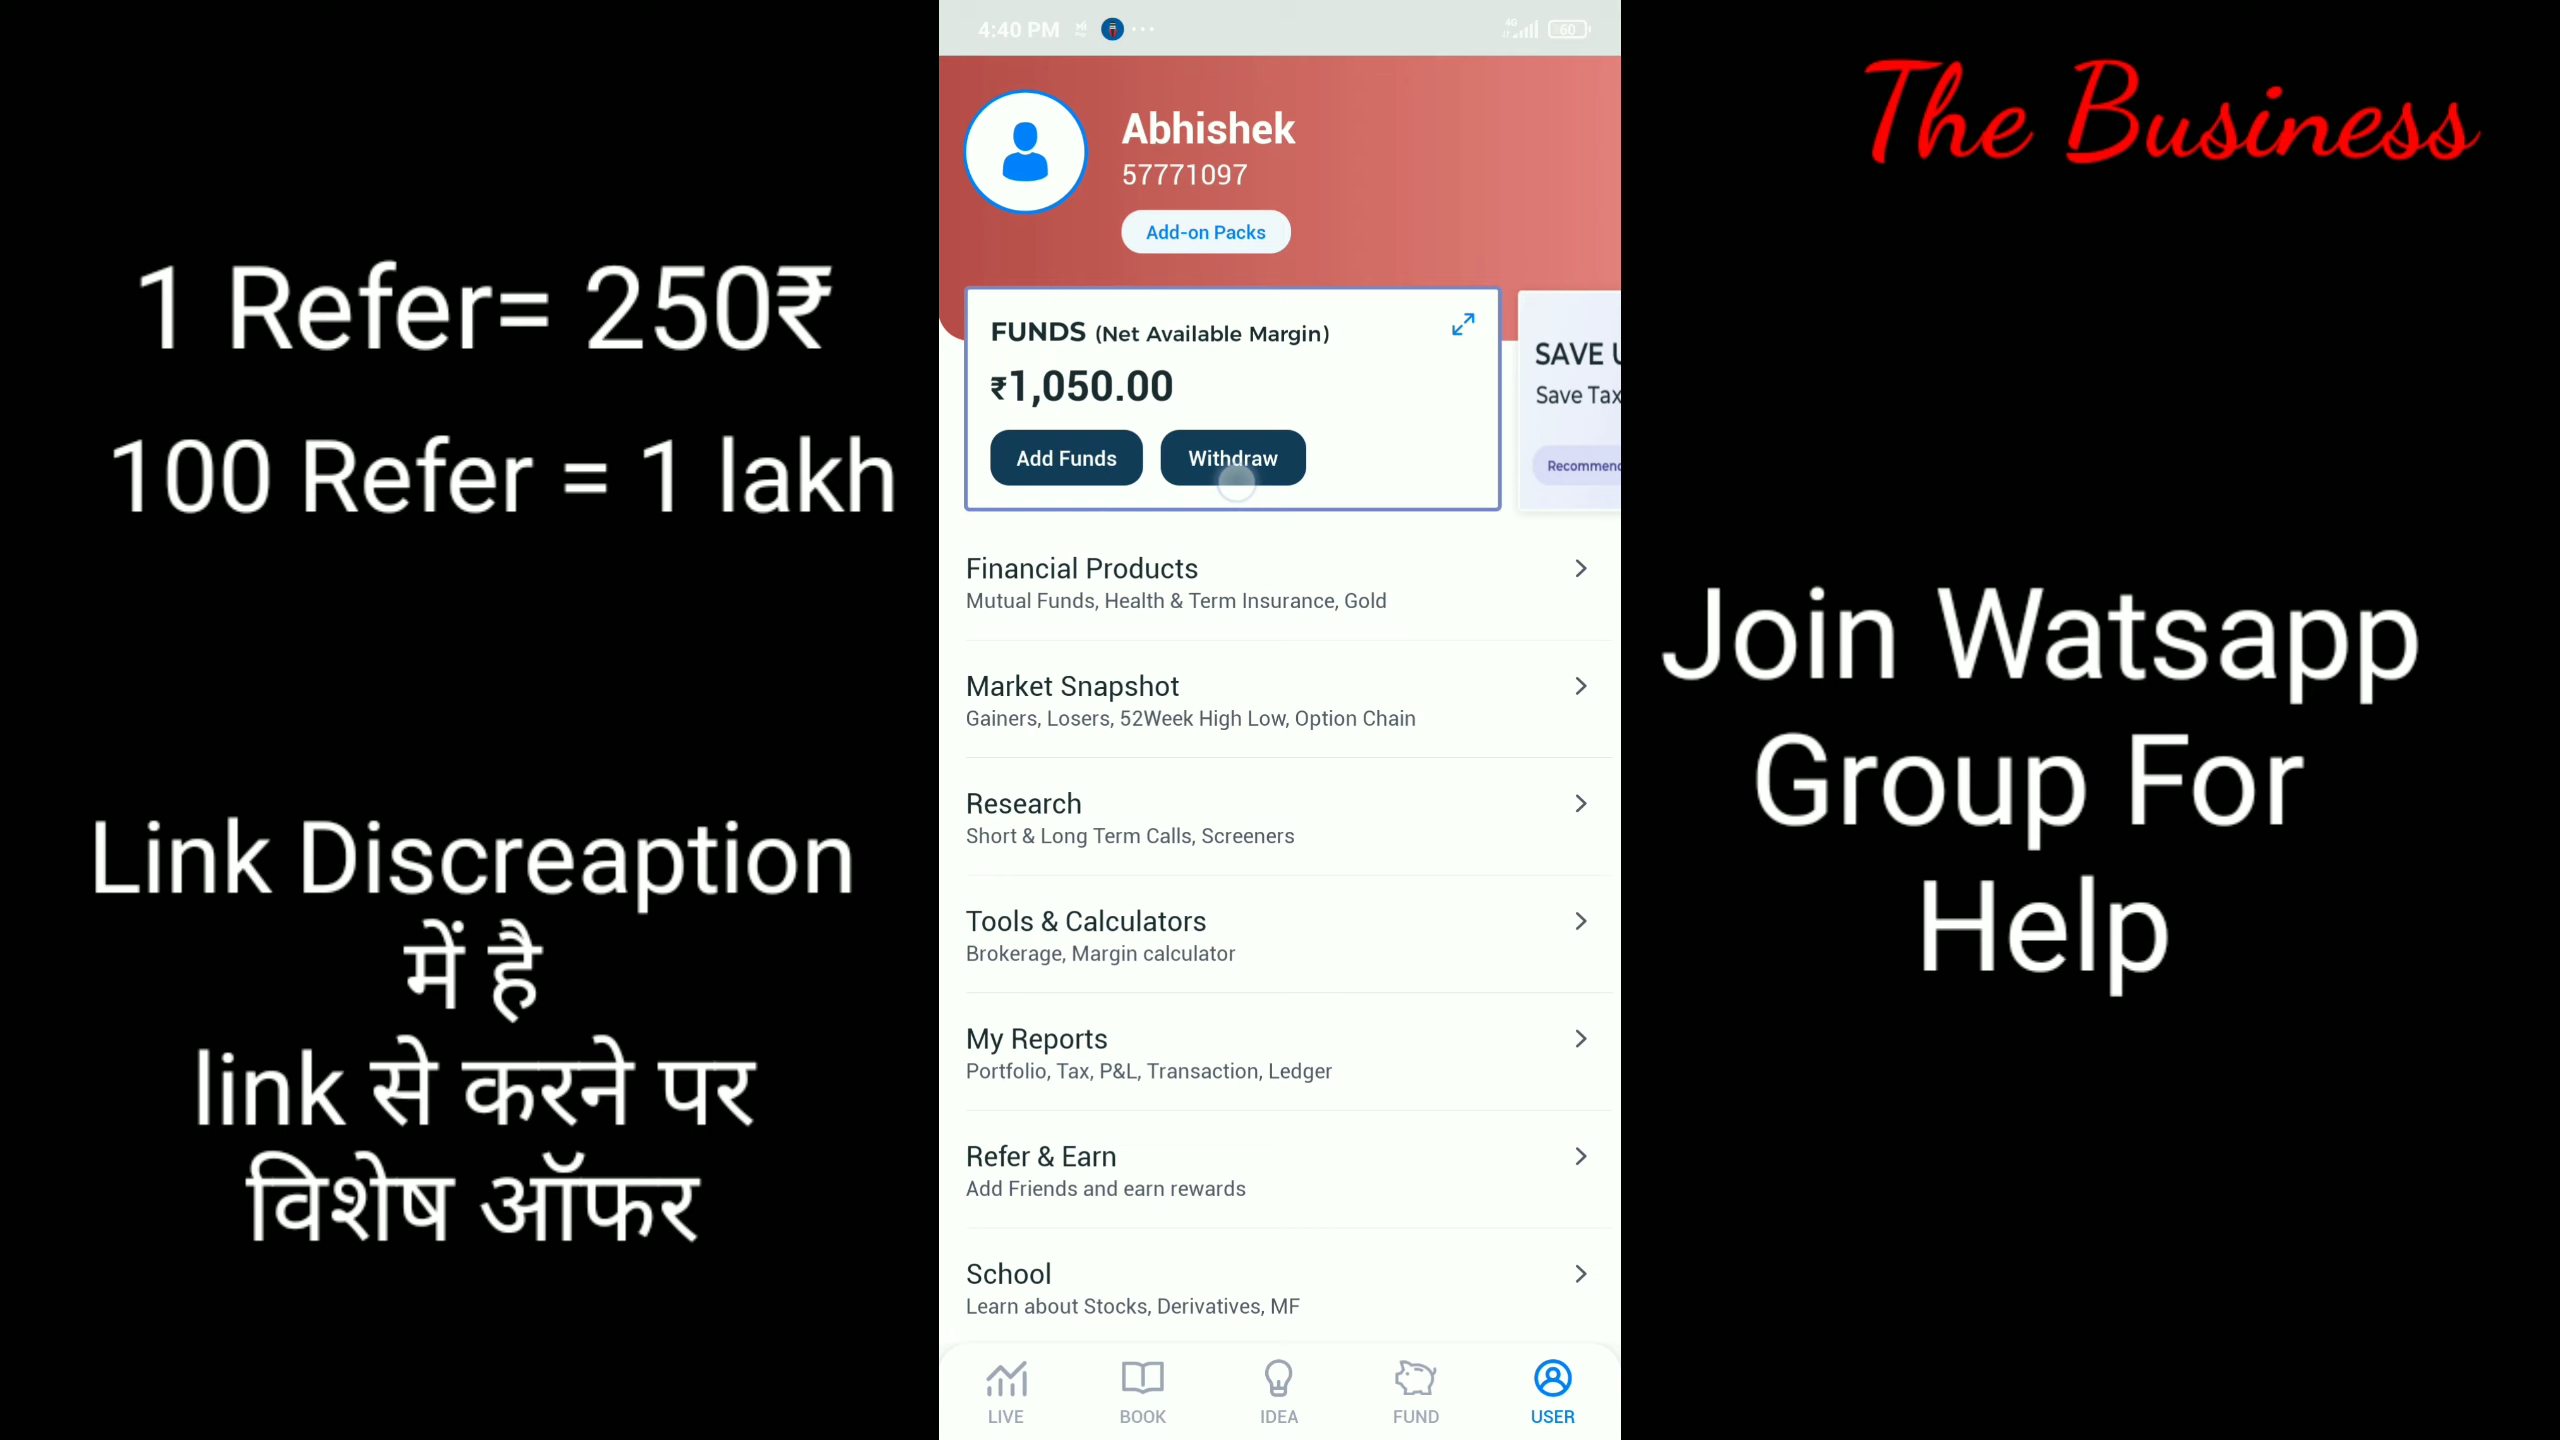 1 Refer= 250₹
100 Refer = 1 lakh
Link Discreaption
में है
link से करने पर
विशेष ऑफर
4:40 PM
4G
60
Abhishek
57771097
Add-on Packs
FUNDS (Net Available Margin)
₹1,050.00
Add Funds
Withdraw
SAVE
Save Tax
Recommen
Financial Products
Mutual Funds, Health & Term Insurance, Gold
Market Snapshot
Gainers, Losers, 52Week High Low, Option Chain
Research
Short & Long Term Calls, Screeners
Tools & Calculators
Brokerage, Margin calculator
My Reports
Portfolio, Tax, P&L, Transaction, Ledger
Refer & Earn
Add Friends and earn rewards
School
Learn about Stocks, Derivatives, MF
LIVE
BOOK
IDEA
FUND
USER
The Business
Join Watsapp
Group For
Help